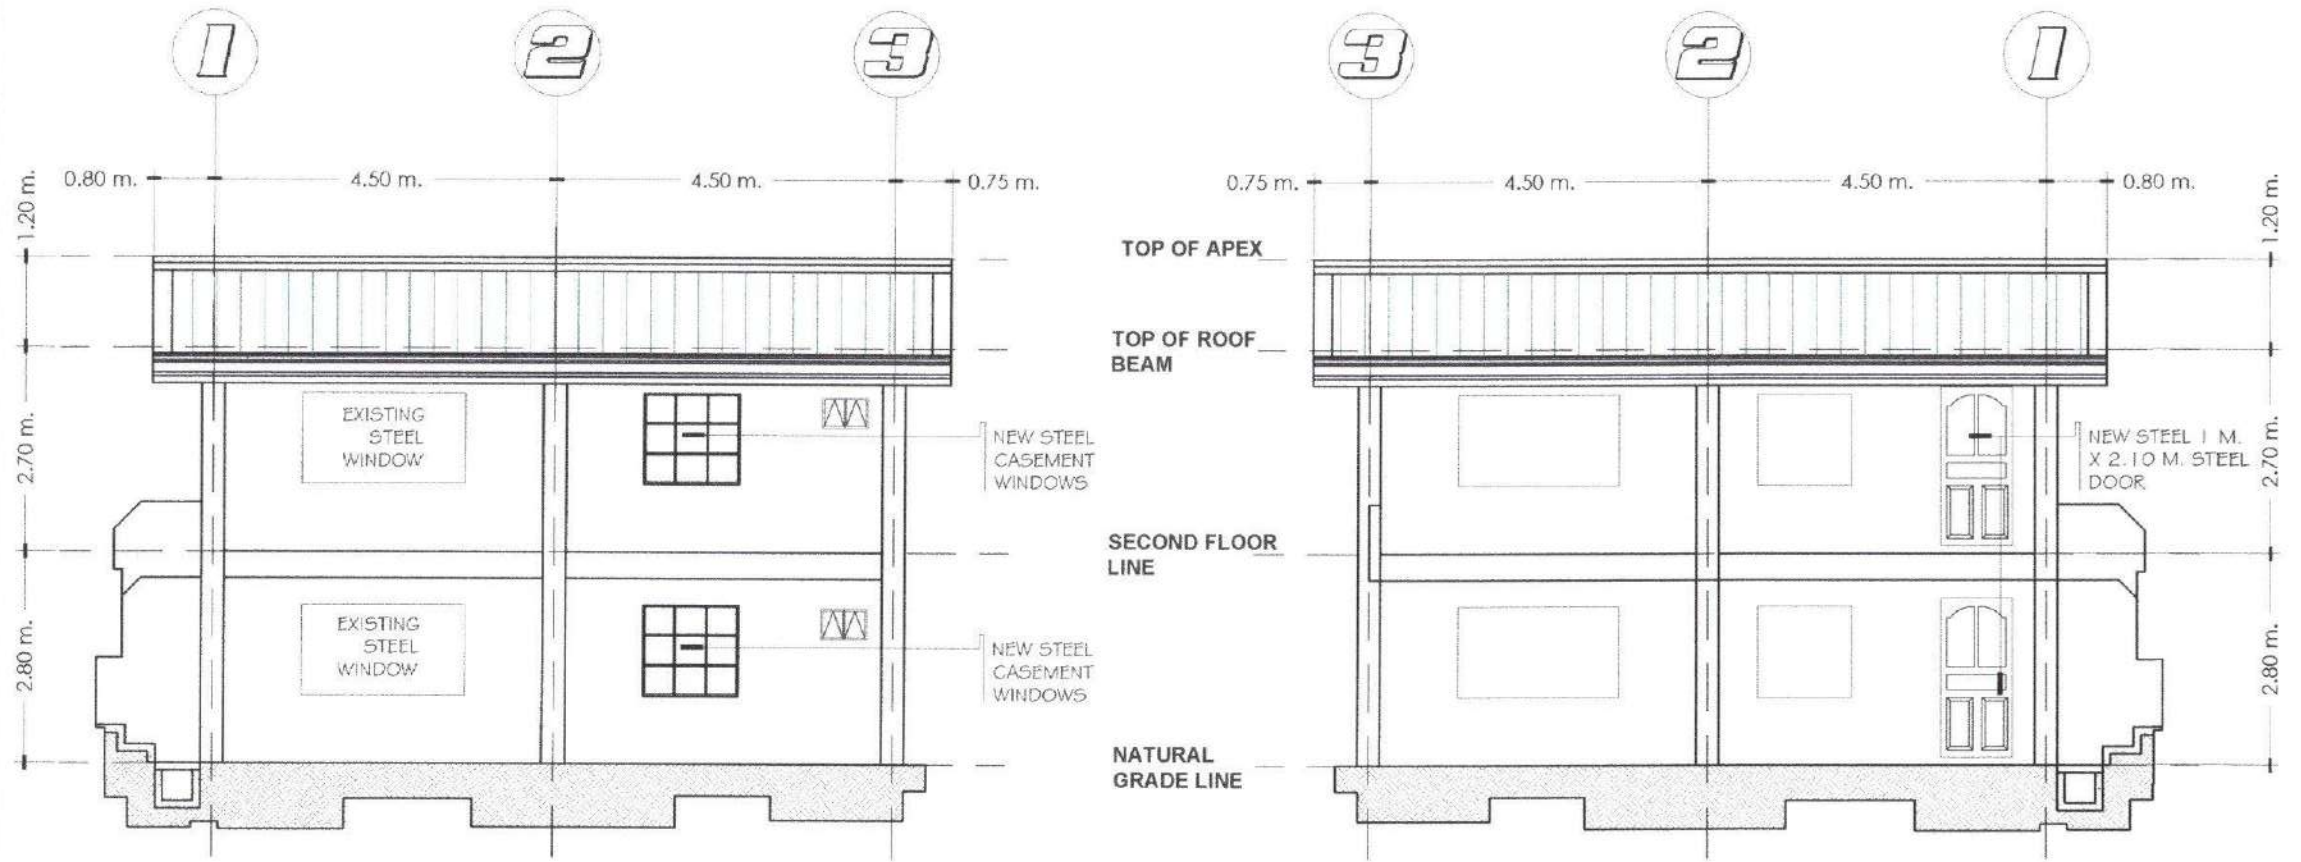 1
2
3
3
2
1
0.80 m.
4.50 m.
4.50 m.
0.75 m.
0.75 m.
4.50 m.
4.50 m.
0.80 m.
1.20 m.
2.70 m.
2.80 m.
EXISTING
STEEL
WINDOW
NEW STEEL
CASEMENT
WINDOWS
EXISTING
STEEL
WINDOW
NEW STEEL
CASEMENT
WINDOWS
TOP OF APEX
TOP OF ROOF
BEAM
SECOND FLOOR
LINE
NATURAL
GRADE LINE
NEW STEEL 1 M.
X 2.10 M. STEEL
DOOR
1.20 m.
2.70 m.
2.80 m.